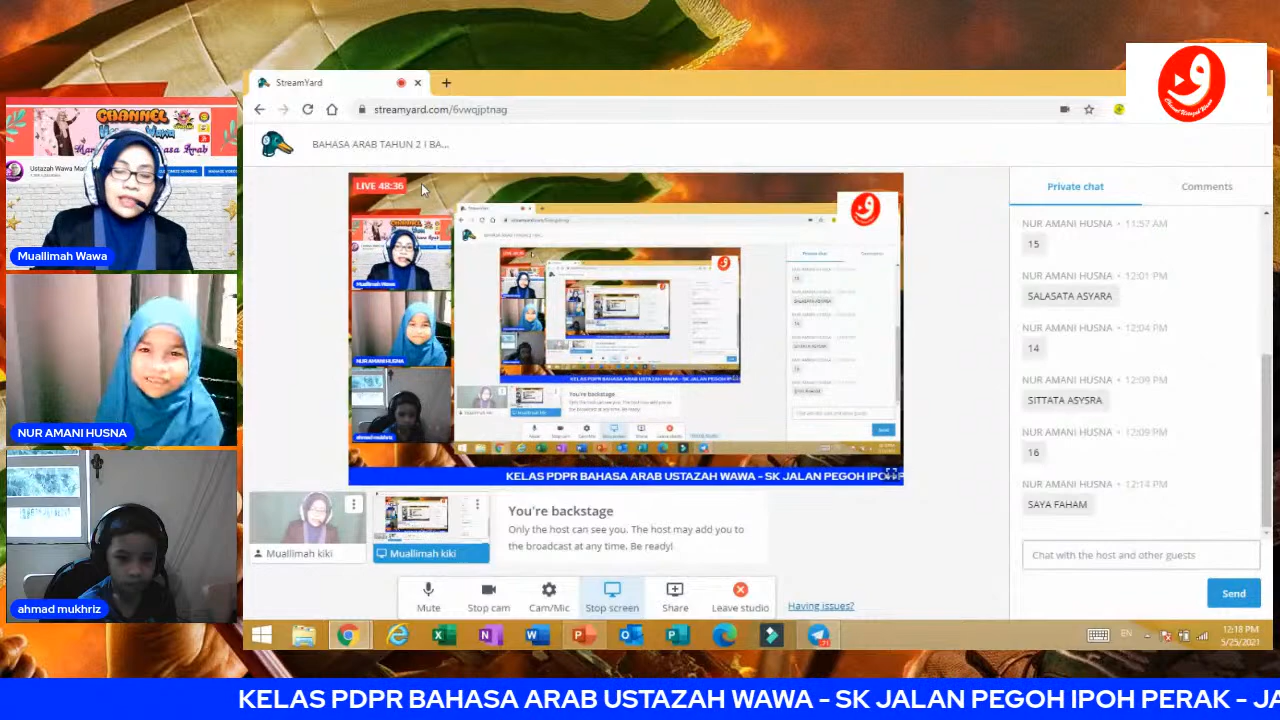 StreamYard
streamyard.com/6vwqjptnag
BAHASA ARAB TAHUN 2 I BA...
CHANNEL
Muallimah Wawa
NUR AMANI HUSNA
ahmad mukhriz
LIVE 48:36
KELAS PDPR BAHASA ARAB USTAZAH WAWA - SK JALAN PEGOH IPOH P
Muallimah kiki
Muallimah kiki
You're backstage
Only the host can see you. The host may add you to
the broadcast at any time. Be ready!
Mute
Stop cam
Cam/Mic
Stop screen
Share
Leave studio
Having issues?
Private chat
Comments
NUR AMANI HUSNA • 11:57 AM
15
NUR AMANI HUSNA • 12:01 PM
SALASATA ASYARA
NUR AMANI HUSNA • 12:04 PM
14
NUR AMANI HUSNA • 12:09 PM
SITTATA ASYSRA
NUR AMANI HUSNA • 12:09 PM
16
NUR AMANI HUSNA • 12:14 PM
SAYA FAHAM
Chat with the host and other guests
Send
EN
12:18 PM
5/25/2021
KELAS PDPR BAHASA ARAB USTAZAH WAWA - SK JALAN PEGOH IPOH PERAK - JA